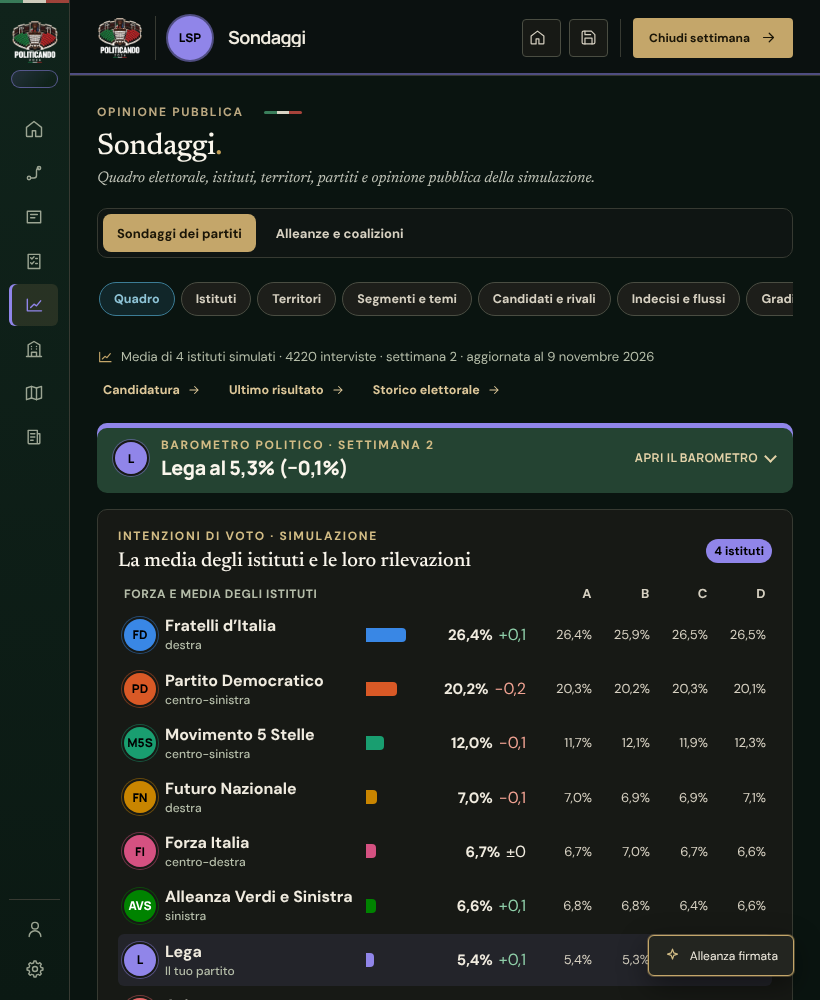 POLITICANDO
POLITICANDO
LSP
Sondaggi
Chiudi settimana
OPINIONE PUBBLICA
Sondaggi.
Quadro elettorale, istituti, territori, partiti e opinione pubblica della simulazione.
Sondaggi dei partiti
Alleanze e coalizioni
Quadro
Istituti
Territori
Segmenti e temi
Candidati e rivali
Indecisi e flussi
Gradi
Media di 4 istituti simulati · 4220 interviste · settimana 2 · aggiornata al 9 novembre 2026
Candidatura →
Ultimo risultato →
Storico elettorale →
L
BAROMETRO POLITICO · SETTIMANA 2
Lega al 5,3% (−0,1%)
APRI IL BAROMETRO
INTENZIONI DI VOTO · SIMULAZIONE
La media degli istituti e le loro rilevazioni
4 istituti
FORZA E MEDIA DEGLI ISTITUTI A B C D
FD Fratelli d’Italia 26,4% +0,1 26,4% 25,9% 26,5% 26,5%
destra
PD Partito Democratico 20,2% −0,2 20,3% 20,2% 20,3% 20,1%
centro-sinistra
M5S Movimento 5 Stelle 12,0% −0,1 11,7% 12,1% 11,9% 12,3%
centro-sinistra
FN Futuro Nazionale 7,0% −0,1 7,0% 6,9% 6,9% 7,1%
destra
FI Forza Italia 6,7% ±0 6,7% 7,0% 6,7% 6,6%
centro-destra
AVS Alleanza Verdi e Sinistra 6,6% +0,1 6,8% 6,8% 6,4% 6,6%
sinistra
L Lega 5,4% +0,1 5,4% 5,3%
Il tuo partito
Alleanza firmata